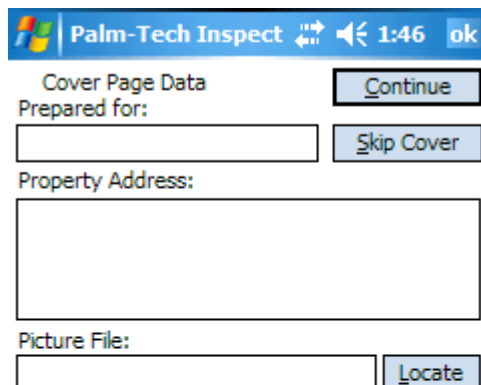 Palm-Tech Inspect 1:46 ok
Cover Page Data
Continue
Prepared for:
Skip Cover
Property Address:
Picture File:
Locate